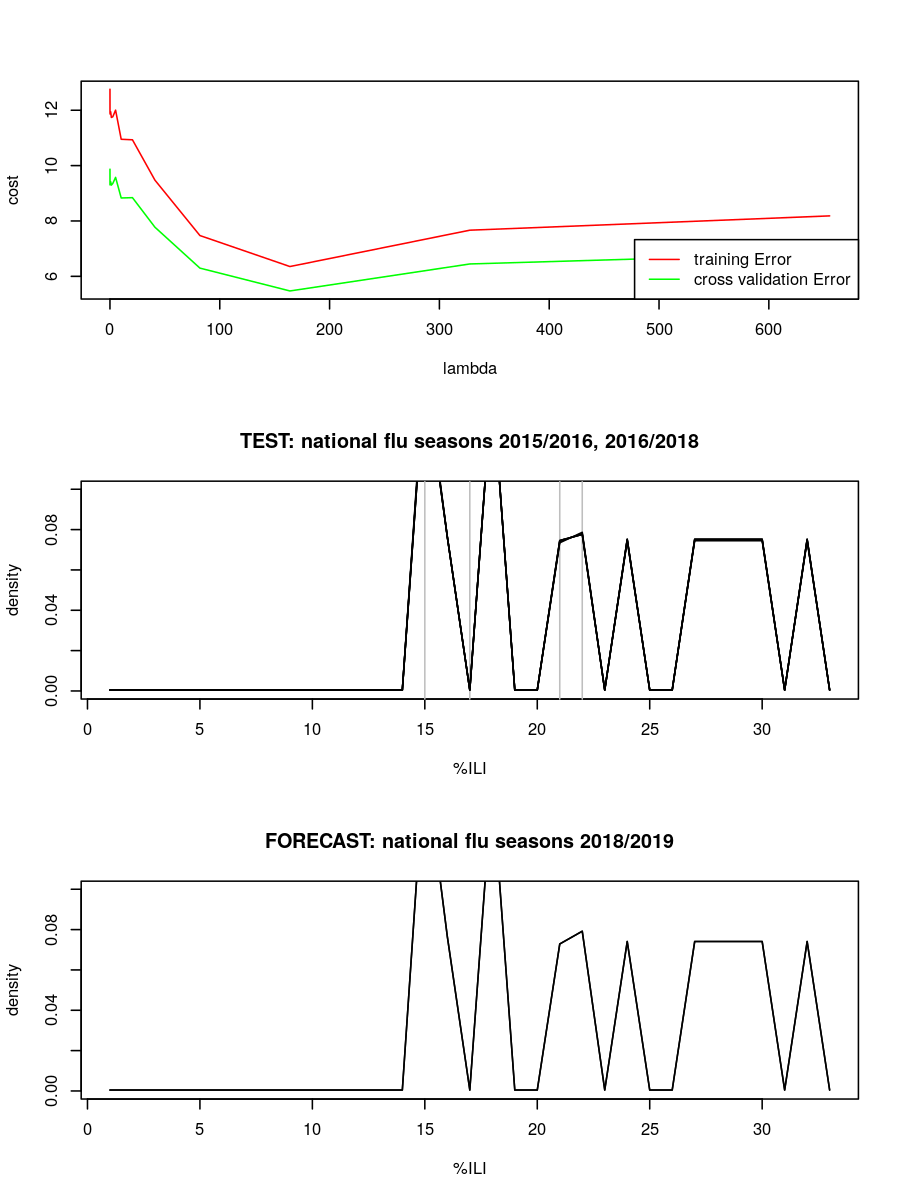 12
10
8
6
cost
training Error
cross validation Error
0 100 200 300 400 500 600
lambda
TEST: national flu seasons 2015/2016, 2016/2018
0.08
0.04
0.00
density
0 5 10 15 20 25 30
%ILI
FORECAST: national flu seasons 2018/2019
0.08
0.04
0.00
density
0 5 10 15 20 25 30
%ILI